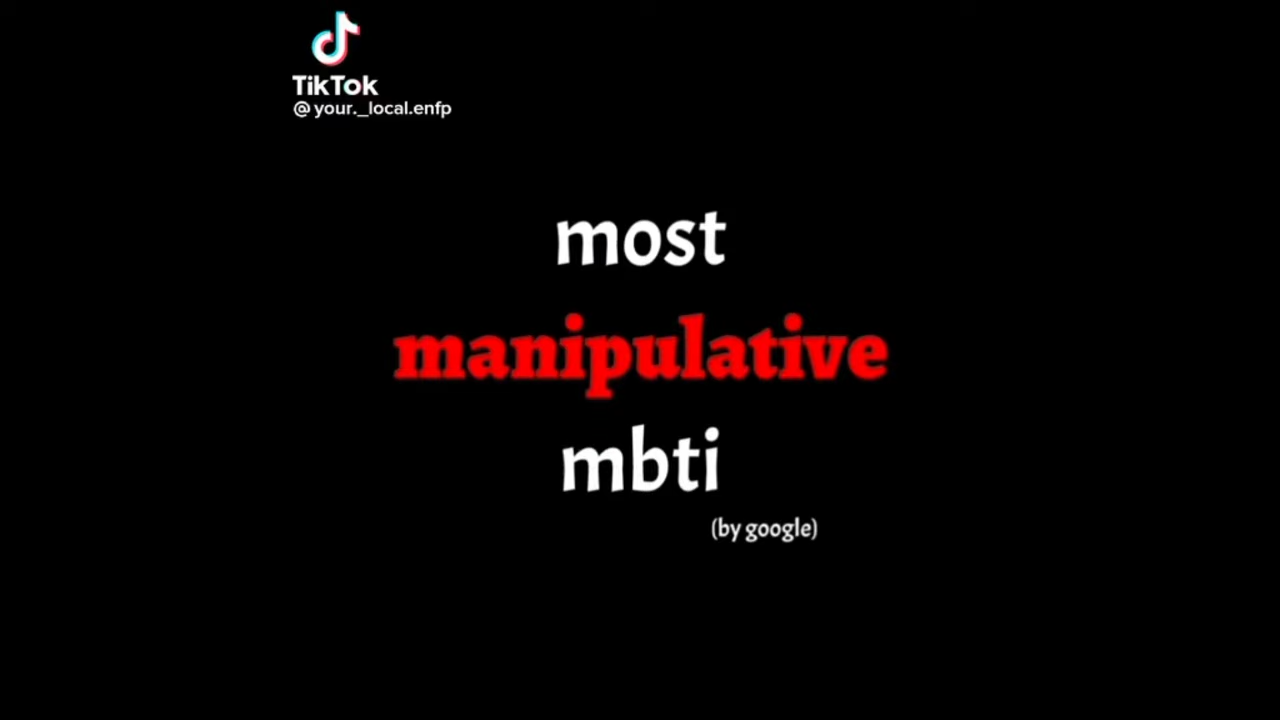 TikTok
@your._local.enfp
most
manipulative
mbti
(by google)